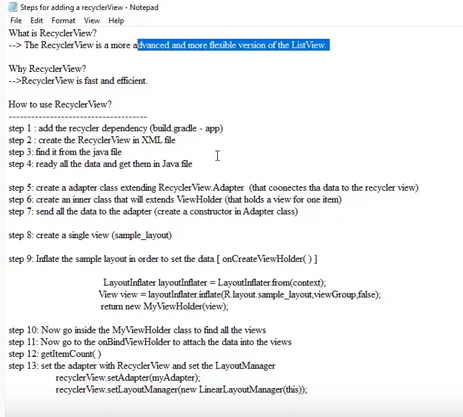 Steps for adding a recyclerView - Notepad
File Edit Format View Help
What is RecyclerView?
--> The RecyclerView is a more advanced and more flexible version of the ListView.
Why RecyclerView?
-->RecyclerView is fast and efficient.
How to use RecyclerView?
------------------------------------
step 1 : add the recycler dependency (build.gradle - app)
step 2 : create the RecyclerView in XML file
step 3: find it from the java file
step 4: ready all the data and get them in Java file
step 5: create a adapter class extending RecyclerView.Adapter (that coonectes tha data to the recycler view)
step 6: create an inner class that will extends ViewHolder (that holds a view for one item)
step 7: send all the data to the adapter (create a constructor in Adapter class)
step 8: create a single view (sample_layout)
step 9: Inflate the sample layout in order to set the data [ onCreateViewHolder( ) ]
LayoutInflater layoutInflater = LayoutInflater.from(context);
View view = layoutInflater.inflate(R.layout.sample_layout,viewGroup,false);
return new MyViewHolder(view);
step 10: Now go inside the MyViewHolder class to find all the views
step 11: Now go to the onBindViewHolder to attach the data into the views
step 12: getItemCount( )
step 13: set the adapter with RecyclerView and set the LayoutManager
recyclerView.setAdapter(myAdapter);
recyclerView.setLayoutManager(new LinearLayoutManager(this));